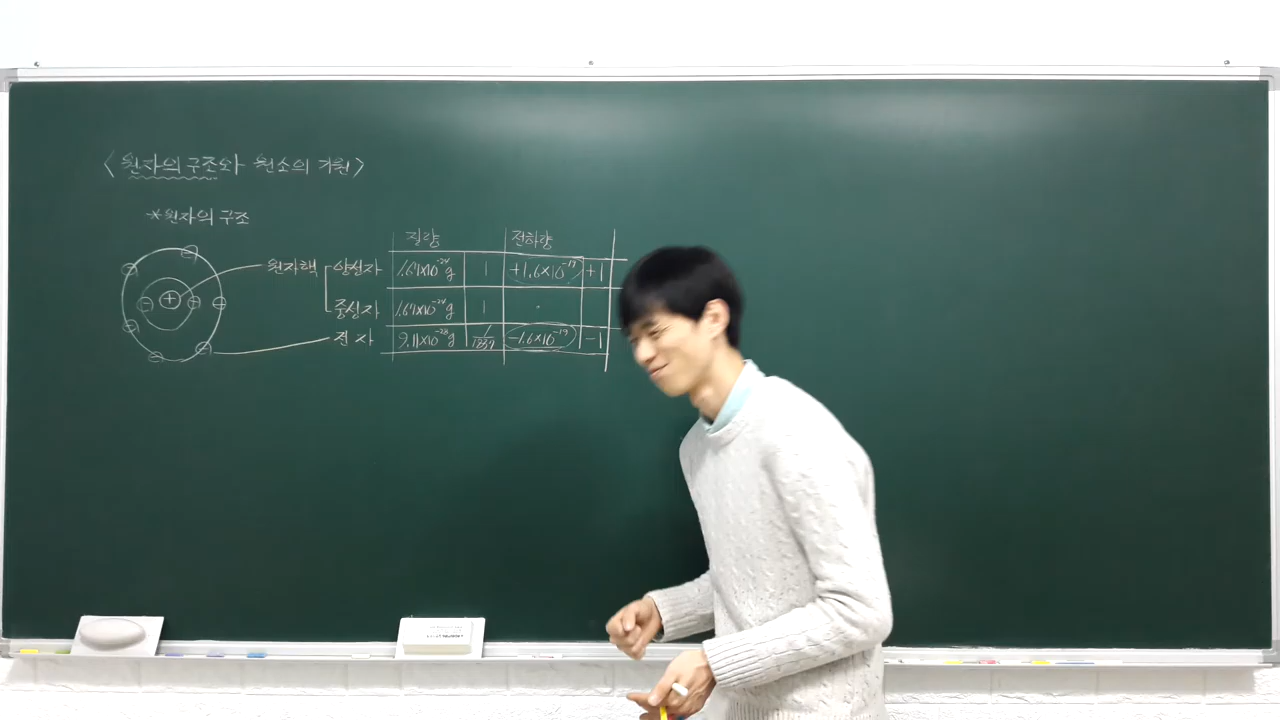 <원자의 구조와 원소의 기원>
*원자의 구조
질량 전하량
원자핵 양성자 1.67×10⁻²⁴g 1 +1.6×10⁻¹⁹ +1
중성자 1.67×10⁻²⁴g 1 ·
전자 9.11×10⁻²⁸g 1/1837 -1.6×10⁻¹⁹ -1
+